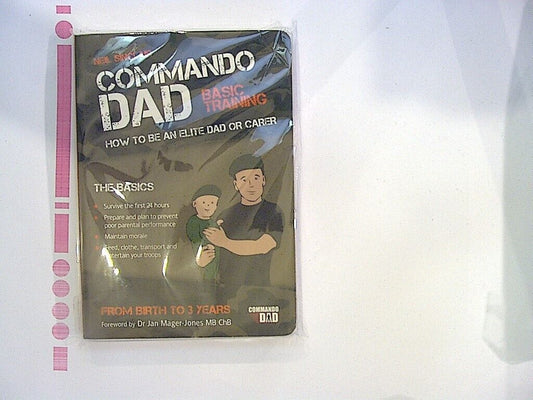 NEIL
COMMANDO
DAD
BASIC
TRAINING
HOW TO BE AN ELITE DAD OR CARER
THE BASICS
Survive the first 24 hours
Prepare and plan to prevent
poor parental performance
Maintain morale
Feed, clothe, transport and
entertain your troops
FROM BIRTH TO 3 YEARS
Foreword by Dr Jan Mager-Jones MB ChB
COMMANDO
DAD